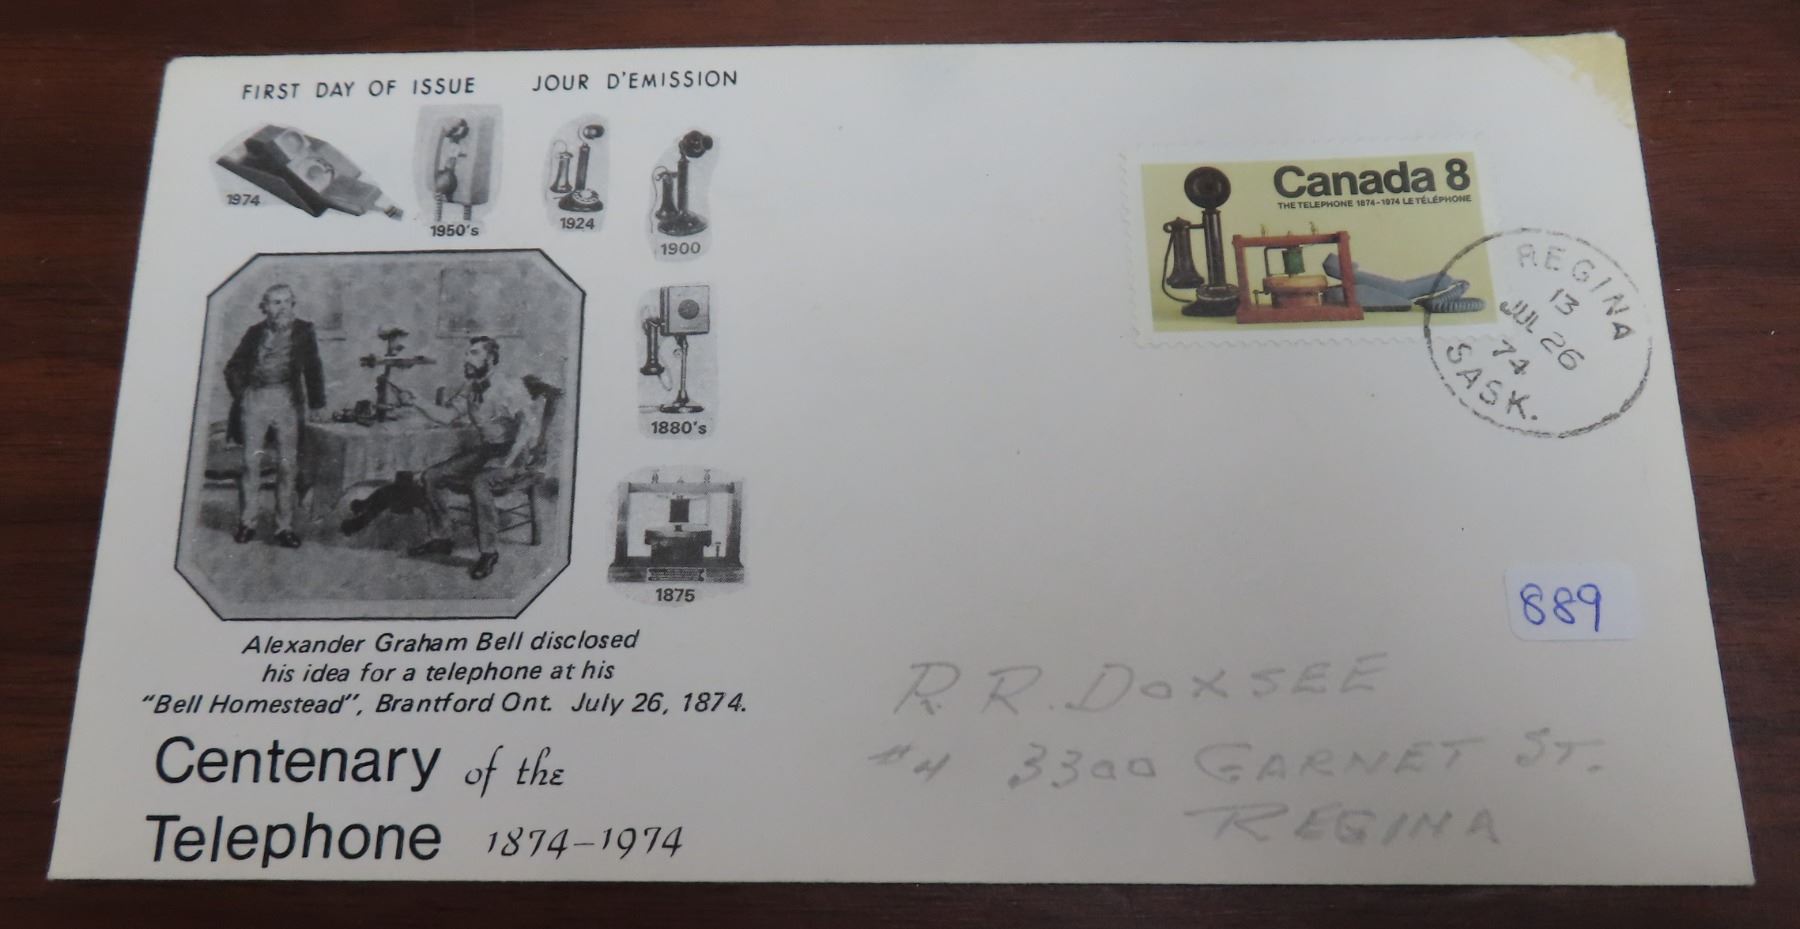 FIRST DAY OF ISSUE JOUR D'EMISSION
1974
1950's
1924
1900
1880's
1875
Alexander Graham Bell disclosed
his idea for a telephone at his
"Bell Homestead", Brantford Ont. July 26, 1874.
Centenary of the
Telephone 1874-1974
Canada 8
THE TELEPHONE 1874-1974 LE TÉLÉPHONE
REGINA
13
JUL 26
74
SASK.
889
R. R. DOXSEE
#4 3300 GARNET ST.
REGINA